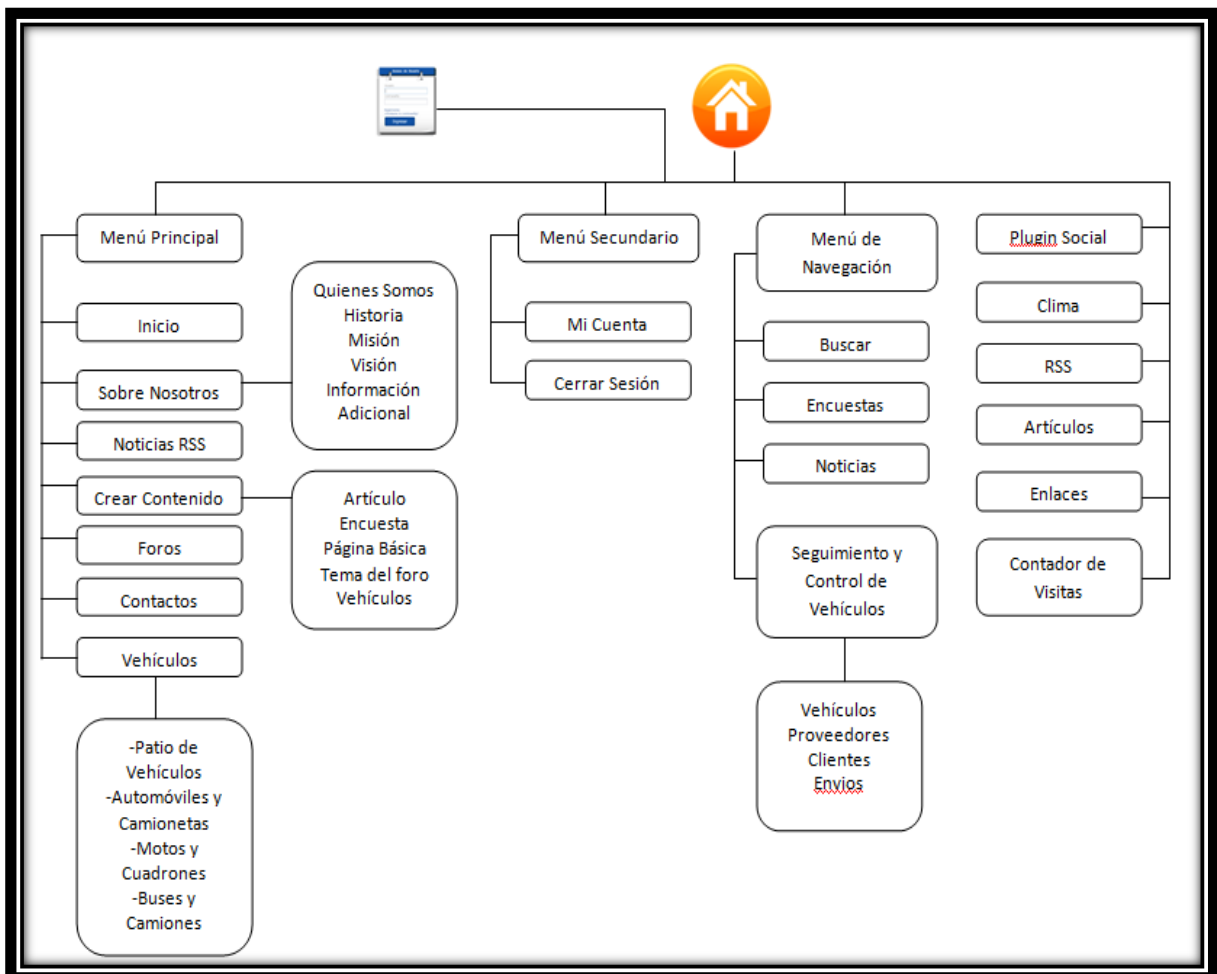 Menú Principal
Inicio
Sobre Nosotros
Noticias RSS
Crear Contenido
Foros
Contactos
Vehículos
-Patio de
Vehículos
-Automóviles y
Camionetas
-Motos y
Cuadrones
-Buses y
Camiones
Quienes Somos
Historia
Misión
Visión
Información
Adicional
Artículo
Encuesta
Página Básica
Tema del foro
Vehículos
Menú Secundario
Mi Cuenta
Cerrar Sesión
Menú de
Navegación
Buscar
Encuestas
Noticias
Seguimiento y
Control de
Vehículos
Vehículos
Proveedores
Clientes
Envios
Plugin Social
Clima
RSS
Artículos
Enlaces
Contador de
Visitas